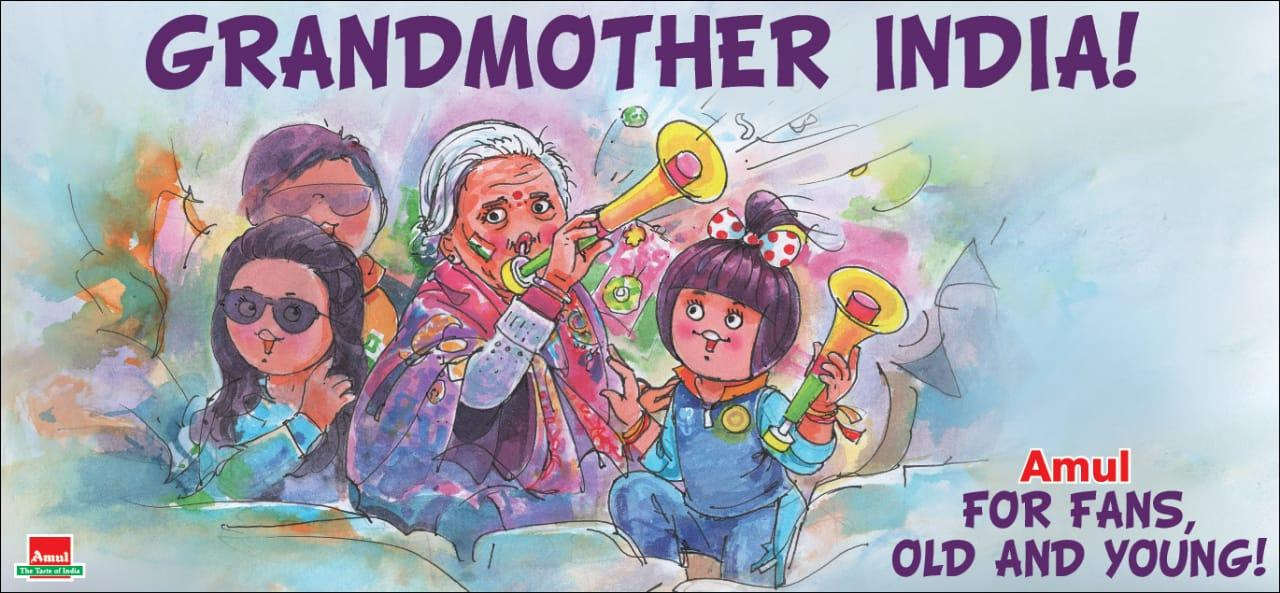 GRANDMOTHER INDIA!
Amul
FOR FANS,
OLD AND YOUNG!
Amul
The Taste of India